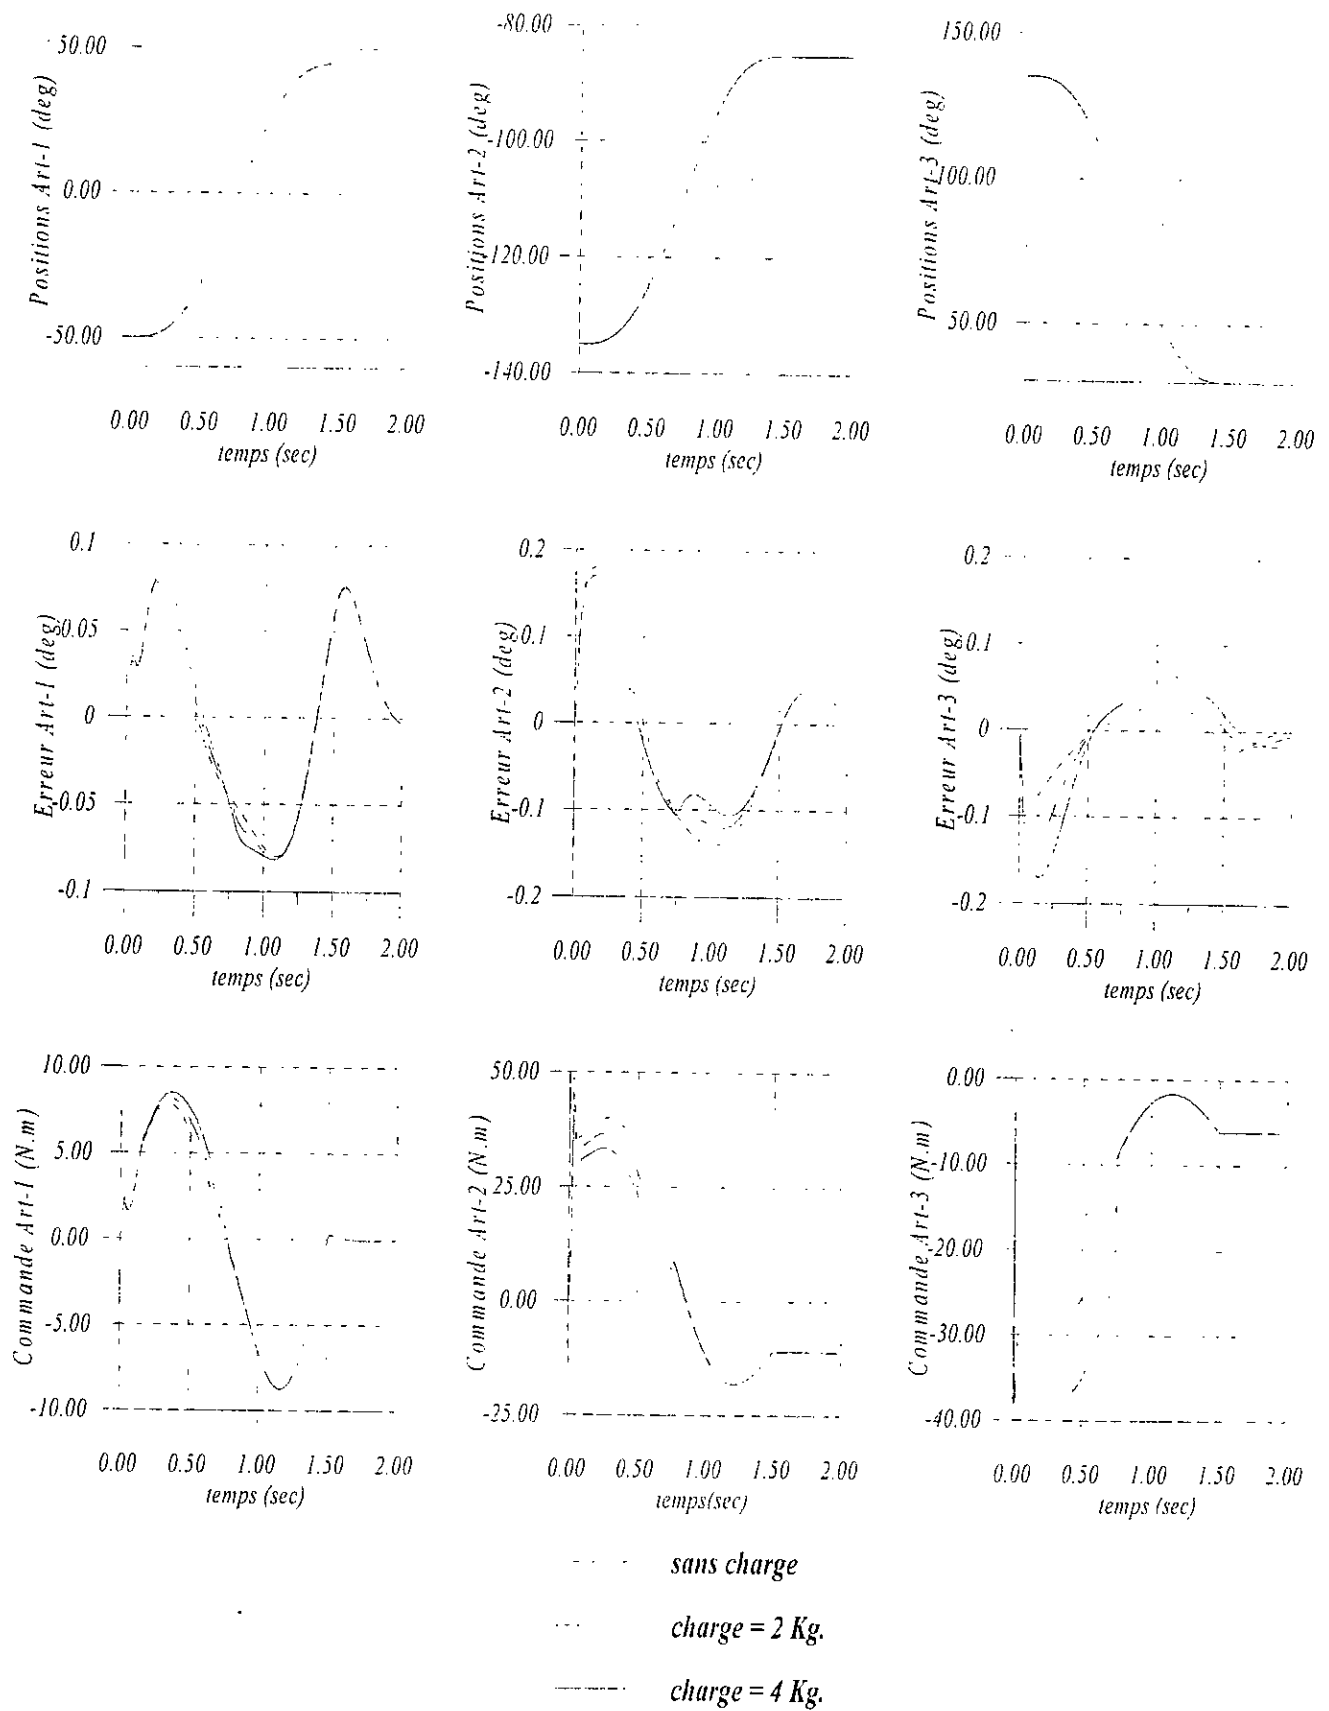 50.00
0.00
-50.00
Positions Art-1 (deg)
0.00 0.50 1.00 1.50 2.00
temps (sec)
-80.00
-100.00
-120.00
-140.00
Positions Art-2 (deg)
0.00 0.50 1.00 1.50 2.00
temps (sec)
150.00
100.00
50.00
Positions Art-3 (deg)
0.00 0.50 1.00 1.50 2.00
temps (sec)
0.1
0.05
0
-0.05
-0.1
Erreur Art-1 (deg)
0.00 0.50 1.00 1.50 2.00
temps (sec)
0.2
0.1
0
-0.1
-0.2
Erreur Art-2 (deg)
0.00 0.50 1.00 1.50 2.00
temps (sec)
0.2
0.1
0
-0.1
-0.2
Erreur Art-3 (deg)
0.00 0.50 1.00 1.50 2.00
temps (sec)
10.00
5.00
0.00
-5.00
-10.00
Commande Art-1 (N.m)
0.00 0.50 1.00 1.50 2.00
temps (sec)
50.00
25.00
0.00
-25.00
Commande Art-2 (N.m)
0.00 0.50 1.00 1.50 2.00
temps(sec)
0.00
-10.00
-20.00
-30.00
-40.00
Commande Art-3 (N.m)
0.00 0.50 1.00 1.50 2.00
temps (sec)
sans charge
charge = 2 Kg.
charge = 4 Kg.